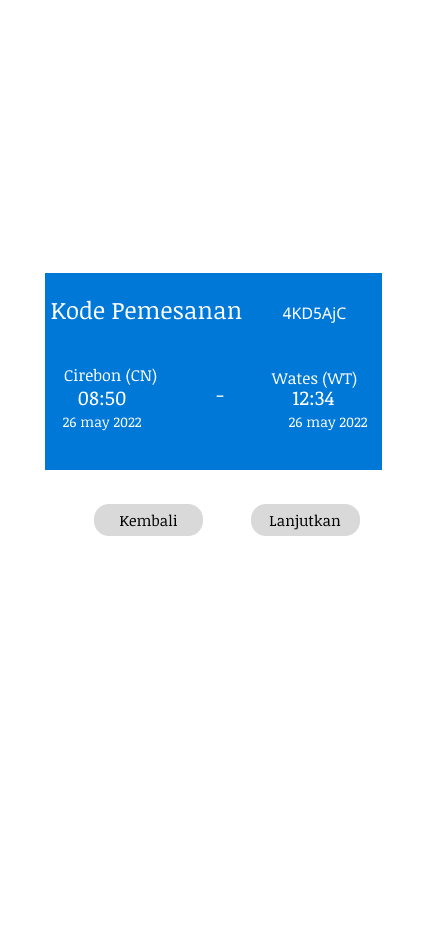 Kode Pemesanan 4KD5AjC
Cirebon (CN) Wates (WT)
08:50 - 12:34
26 may 2022 26 may 2022
Kembali Lanjutkan